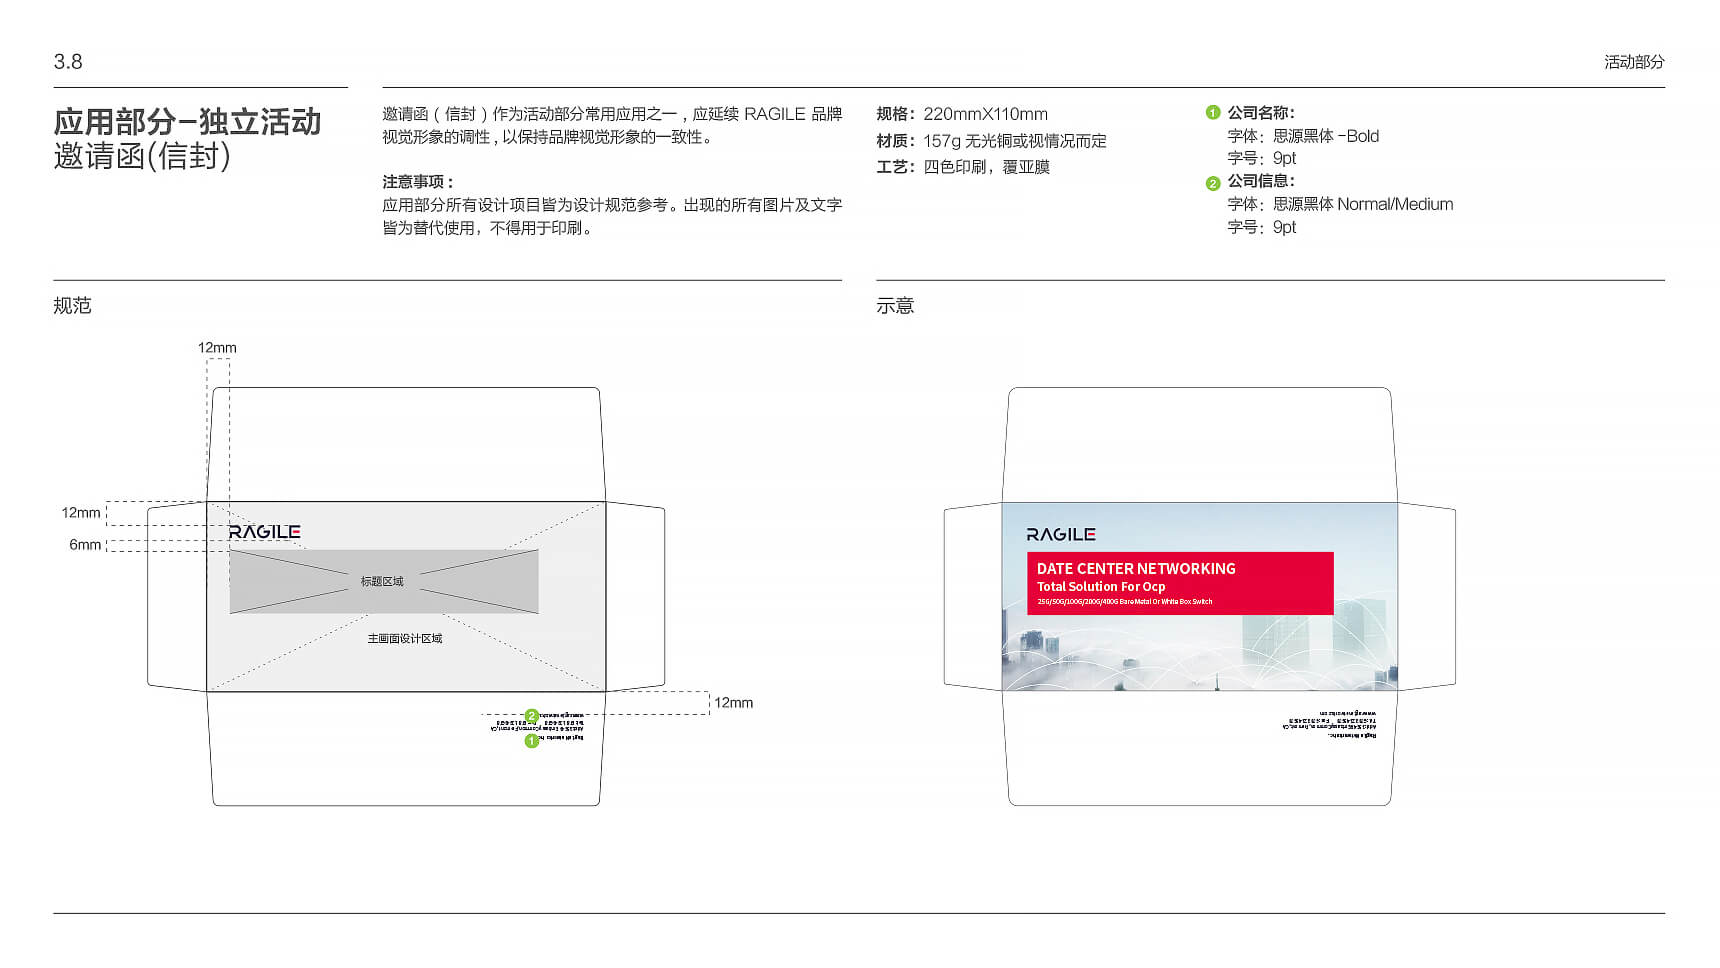 3.8
活动部分
应用部分-独立活动
邀请函(信封)
邀请函(信封)作为活动部分常用应用之一,应延续 RAGILE 品牌
视觉形象的调性,以保持品牌视觉形象的一致性。
注意事项:
应用部分所有设计项目皆为设计规范参考。出现的所有图片及文字
皆为替代使用,不得用于印刷。
规格:220mmX110mm
材质:157g 无光铜或视情况而定
工艺:四色印刷,覆亚膜
1 公司名称:
字体:思源黑体 -Bold
字号:9pt
2 公司信息:
字体:思源黑体 Normal/Medium
字号:9pt
规范
12mm
12mm
6mm
RAGILE
标题区域
主画面设计区域
12mm
2
1
示意
RAGILE
DATE CENTER NETWORKING
Total Solution For Ocp
25G/50G/100G/200G/400G Bare Metal Or White Box Switch